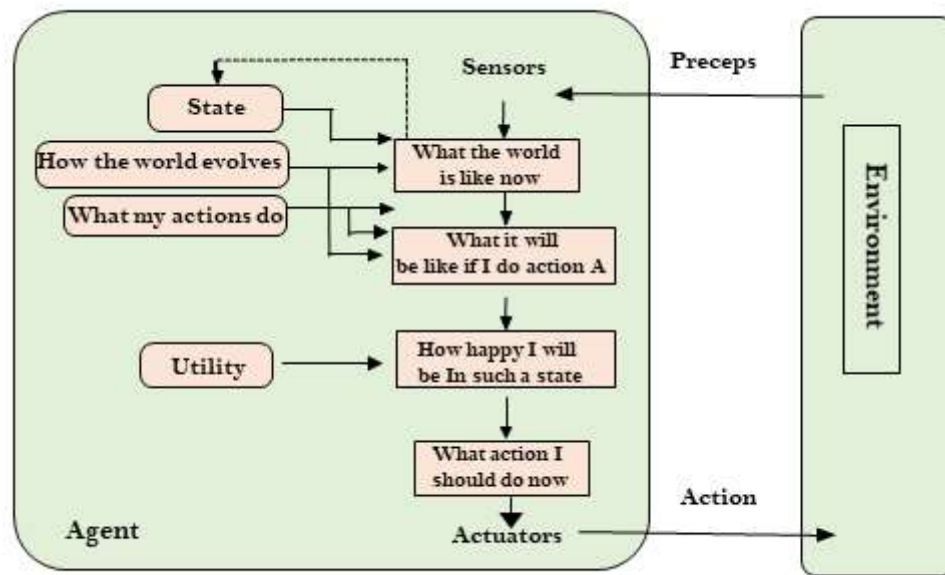 Sensors
Preceps
State
What the world
is like now
How the world evolves
What my actions do
What it will
be like if I do action A
Environment
How happy I will
be In such a state
Utility
What action I
should do now
Action
Agent
Actuators